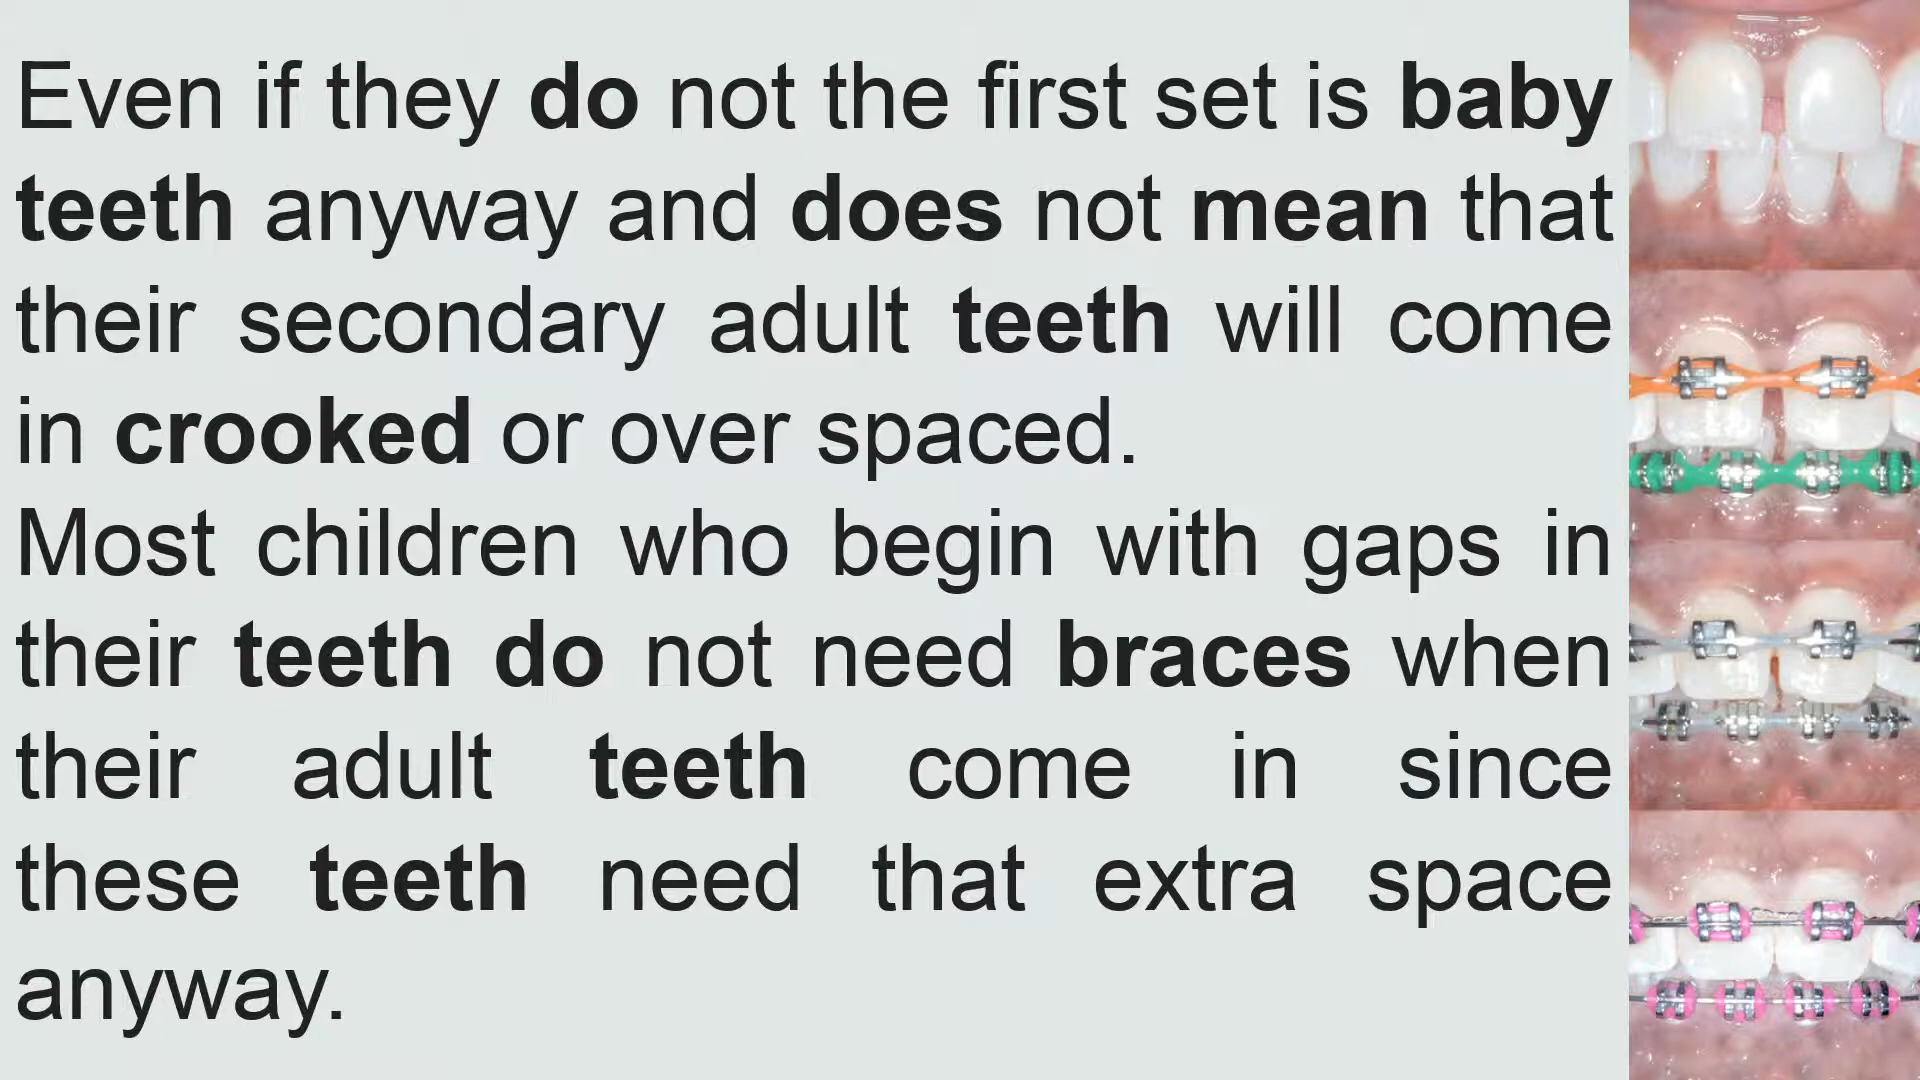 Even if they do not the first set is baby
teeth anyway and does not mean that
their secondary adult teeth will come
in crooked or over spaced.
Most children who begin with gaps in
their teeth do not need braces when
their adult teeth come in since
these teeth need that extra space
anyway.